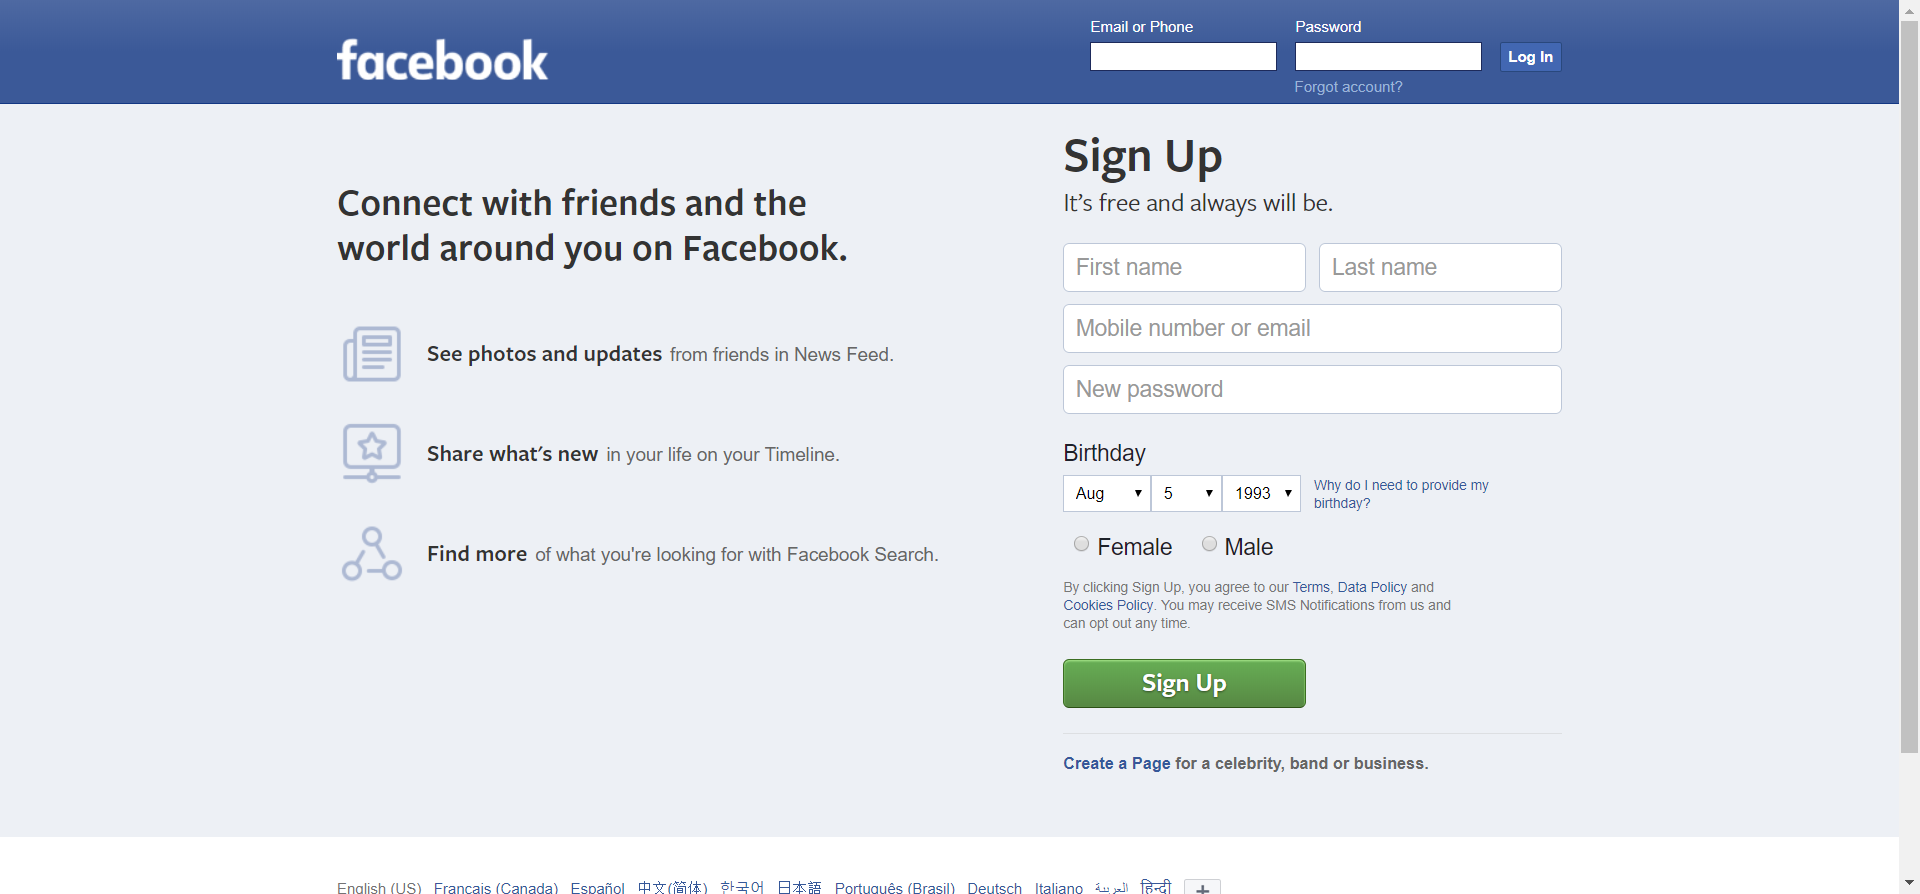 facebook
Email or Phone
Password
Log In
Forgot account?
Connect with friends and the
world around you on Facebook.
See photos and updates from friends in News Feed.
Share what's new in your life on your Timeline.
Find more of what you're looking for with Facebook Search.
Sign Up
It's free and always will be.
First name
Last name
Mobile number or email
New password
Birthday
Aug 5 1993
Why do I need to provide my
birthday?
Female Male
By clicking Sign Up, you agree to our Terms, Data Policy and
Cookies Policy. You may receive SMS Notifications from us and
can opt out any time.
Sign Up
Create a Page for a celebrity, band or business.
English (US) Français (Canada) Español 中文(简体) 한국어 日本語 Português (Brasil) Deutsch Italiano العربية हिन्दी +